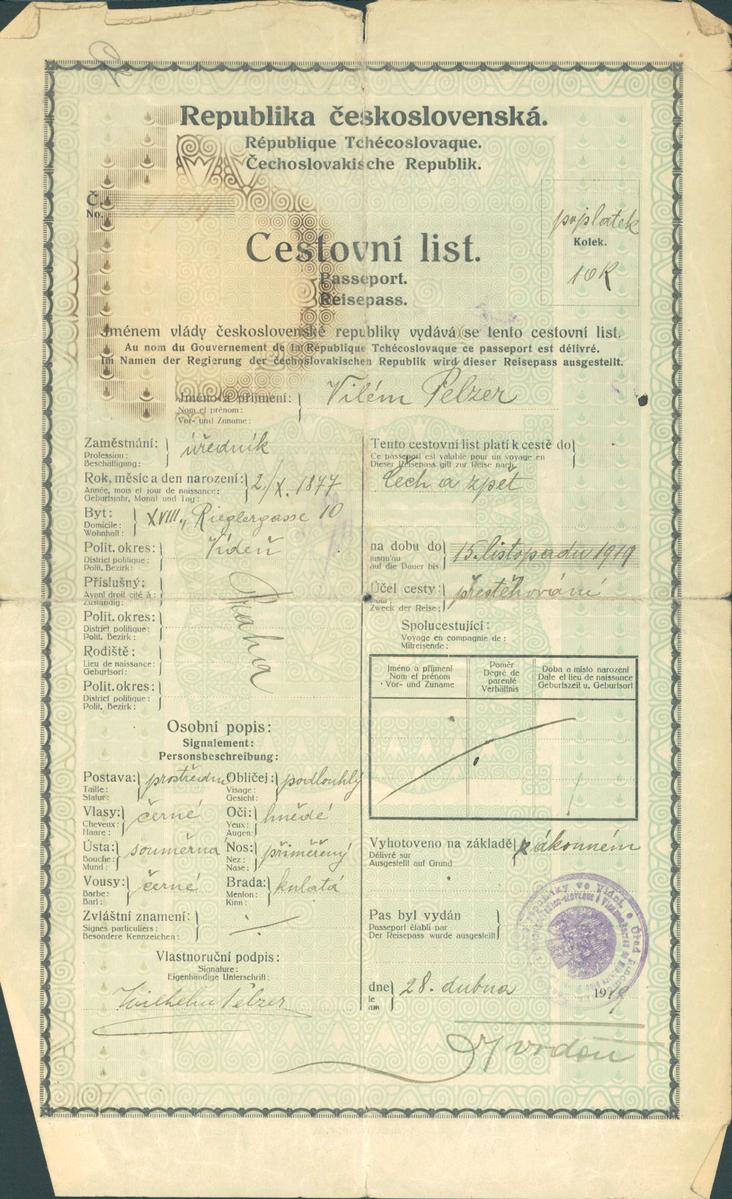 Republika československá.
République Tchécoslovaque.
Čechoslovakische Republik.
Č.
No.
poplatek
Kolek.
10K
Cestovní list.
Passeport.
Reisepass.
Jménem vlády československé republiky vydává se tento cestovní list.
Au nom du Gouvernement de la République Tchécoslovaque ce passeport est délivré.
Im Namen der Regierung der čechoslovakischen Republik wird dieser Reisepass ausgestellt.
Jméno a příjmení: Vilém Pelzer
Nom et prénom:
Vor- und Zuname:
Zaměstnání: úředník
Profession:
Beschäftigung:
Rok, měsíc a den narození: 2./X. 1877
Année, mois et jour de naissance:
Geburtsjahr, Monat und Tag:
Byt: XVIII., Rieglergasse 10
Domicile:
Wohnhaft:
Polit. okres: Vídeň
District politique:
Polit. Bezirk:
Příslušný:
Ayant droit cité à:
Zuständig:
Praha
Polit. okres:
District politique:
Polit. Bezirk:
Rodiště:
Lieu de naissance:
Geburtsort:
Polit. okres:
District politique:
Polit. Bezirk:
Osobní popis:
Signalement:
Personsbeschreibung:
Postava: prostřední Obličej: podlouhlý
Taille: Visage:
Statur: Gesicht:
Vlasy: černé Oči: hnědé
Cheveux: Yeux:
Haare: Augen:
Ústa: souměrna Nos: přiměřený
Bouche: Nez:
Mund: Nase:
Vousy: černé Brada: kulatá
Barbe: Menton:
Bart: Kinn:
Zvláštní znamení:
Signes particuliers:
Besondere Kennzeichen:
Vlastnoruční podpis:
Signature:
Eigenhändige Unterschrift:
Wilhelm Pelzer
Tento cestovní list platí k cestě do
Ce passeport est valable pour un voyage en
Dieser Reisepass gilt zur Reise nach
Čech a zpět
na dobu do 15. listopadu 1919
jusqu'au
auf die Dauer bis
Účel cesty: přestěhování
Zweck der Reise:
Spolucestující:
Voyage en compagnie de:
Mitreisende:
Jméno a příjmení Poměr Doba a místo narození
Nom et prénom Degré de parenté Date et lieu de naissance
Vor- und Zuname Verhältnis Geburtszeit u. Geburtsort
Vyhotoveno na základě zákonném
Délivré sur
Ausgestellt auf Grund
Pas byl vydán
Passeport établi par
Der Reisepass wurde ausgestellt
dne 28. dubna 1919
le
am